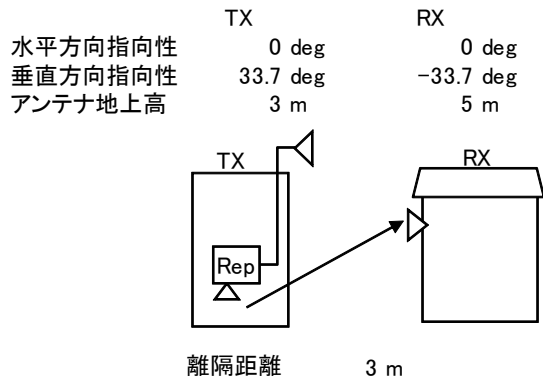 TX RX
水平方向指向性 0 deg 0 deg
垂直方向指向性 33.7 deg -33.7 deg
アンテナ地上高 3 m 5 m
TX RX
Rep
離隔距離 3 m